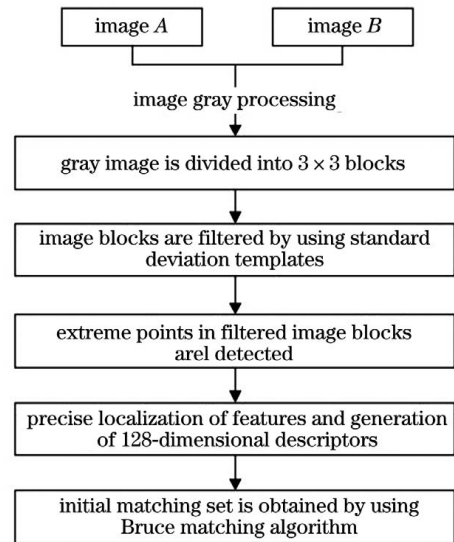 image A
image B
image gray processing
gray image is divided into 3 × 3 blocks
image blocks are filtered by using standard
deviation templates
extreme points in filtered image blocks
arel detected
precise localization of features and generation
of 128-dimensional descriptors
initial matching set is obtained by using
Bruce matching algorithm